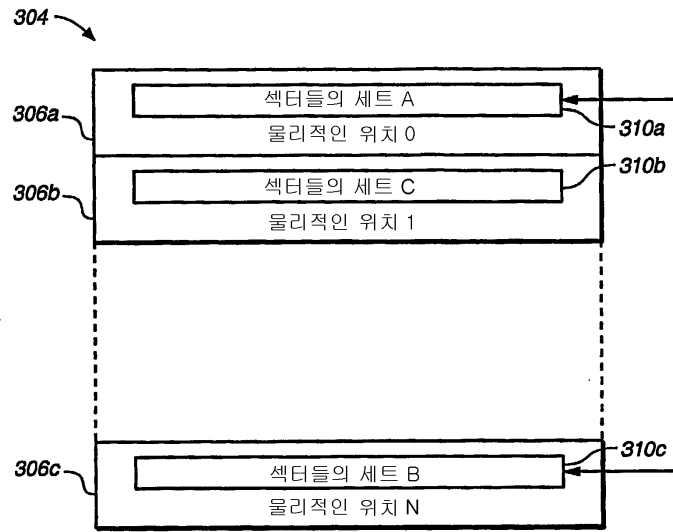 304
섹터들의 세트 A
306a
310a
물리적인 위치 0
섹터들의 세트 C
310b
306b
물리적인 위치 1
310c
306c
섹터들의 세트 B
물리적인 위치 N